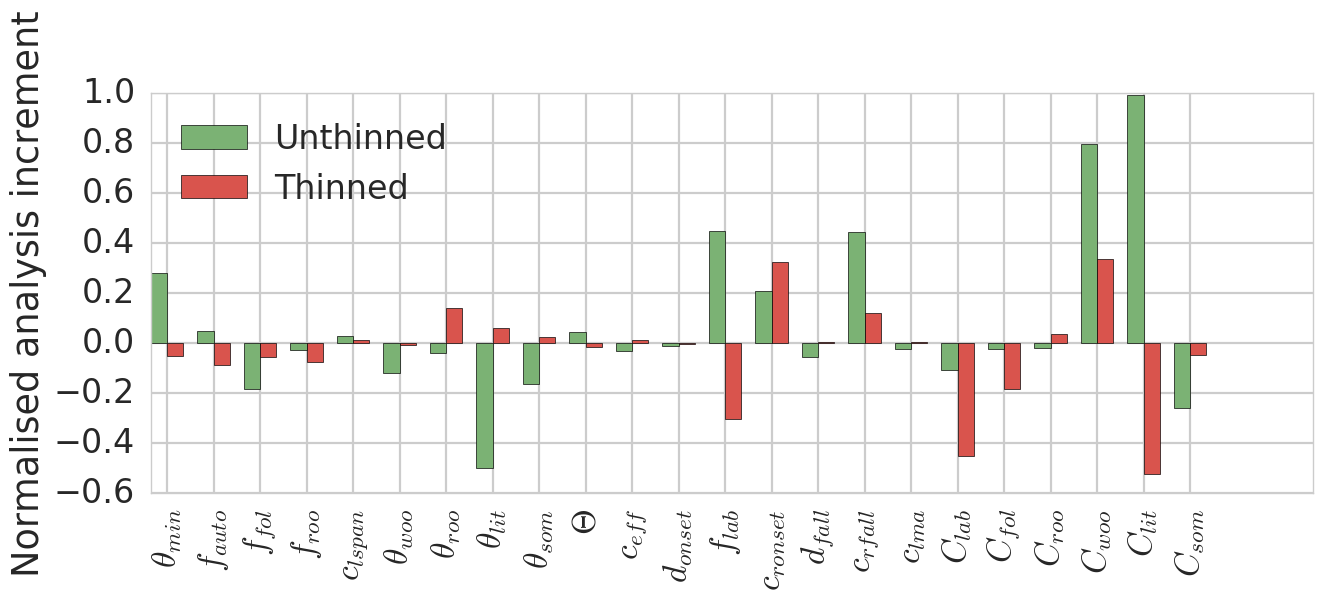 Normalised analysis increment
1.0
0.8
0.6
0.4
0.2
0.0
−0.2
−0.4
−0.6
Unthinned
Thinned
θ_min
f_auto
f_fol
f_roo
c_lspan
θ_woo
θ_roo
θ_lit
θ_som
Θ
c_eff
d_onset
f_lab
c_ronset
d_fall
c_rfall
c_lma
C_lab
C_fol
C_roo
C_woo
C_lit
C_som